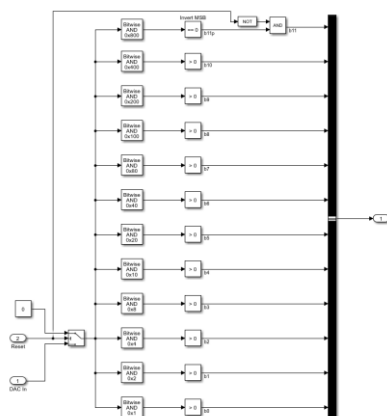 Invert MSB
Bitwise
AND
0x800
== 0
b11p
NOT
AND
b11
Bitwise
AND
0x400
> 0
b10
Bitwise
AND
0x200
> 0
b9
Bitwise
AND
0x100
> 0
b8
Bitwise
AND
0x80
> 0
b7
Bitwise
AND
0x40
> 0
b6
Bitwise
AND
0x20
> 0
b5
1
Bitwise
AND
0x10
> 0
b4
0
Bitwise
AND
0x8
> 0
b3
2
Reset
Bitwise
AND
0x4
> 0
b2
1
DAC In
Bitwise
AND
0x2
> 0
b1
Bitwise
AND
0x1
> 0
b0